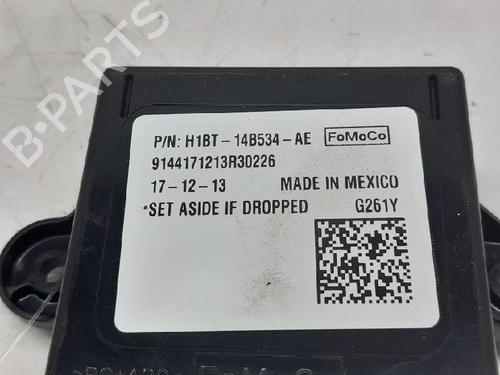 B-PARTS
P/N: H1BT-14B534-AE FoMoCo
9144171213R30226
17-12-13 MADE IN MEXICO
*SET ASIDE IF DROPPED G261Y